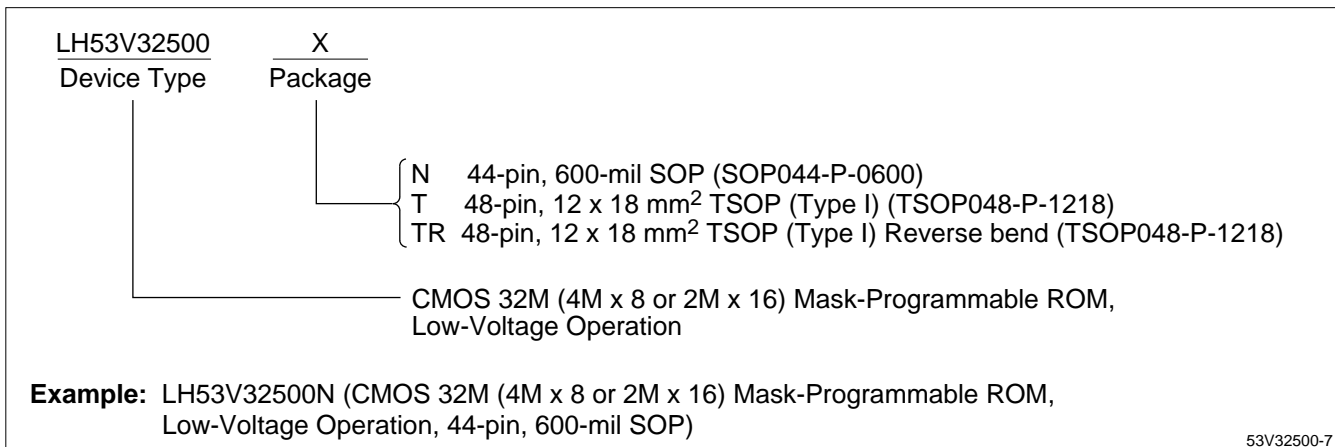 LH53V32500 X
Device Type Package
N 44-pin, 600-mil SOP (SOP044-P-0600)
T 48-pin, 12 x 18 mm² TSOP (Type I) (TSOP048-P-1218)
TR 48-pin, 12 x 18 mm² TSOP (Type I) Reverse bend (TSOP048-P-1218)
CMOS 32M (4M x 8 or 2M x 16) Mask-Programmable ROM,
Low-Voltage Operation
Example: LH53V32500N (CMOS 32M (4M x 8 or 2M x 16) Mask-Programmable ROM,
Low-Voltage Operation, 44-pin, 600-mil SOP)
53V32500-7